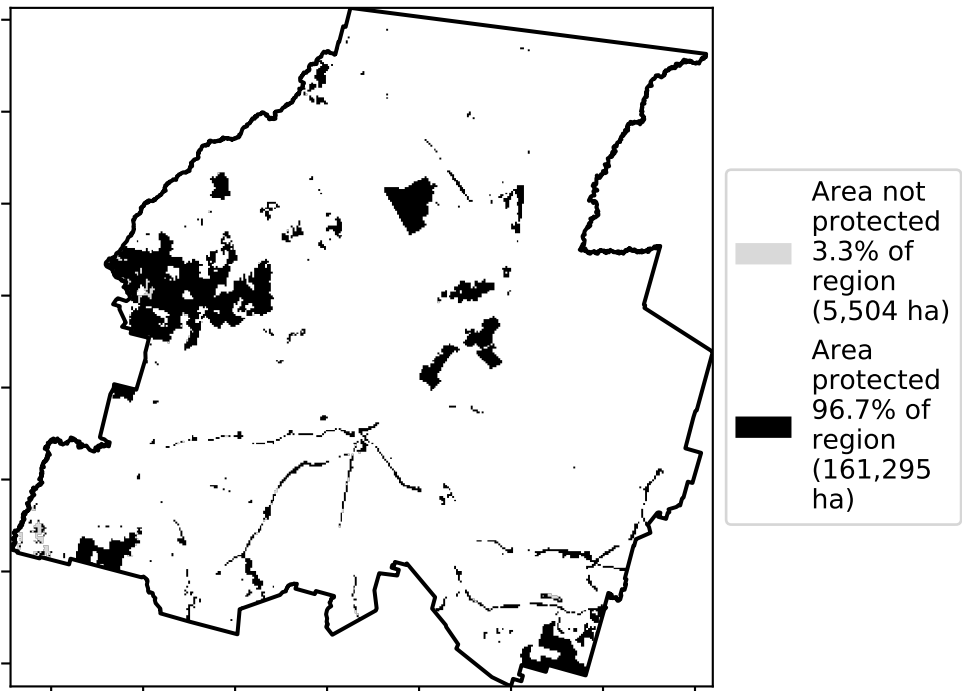 Area not
protected
3.3% of
region
(5,504 ha)
Area
protected
96.7% of
region
(161,295
ha)